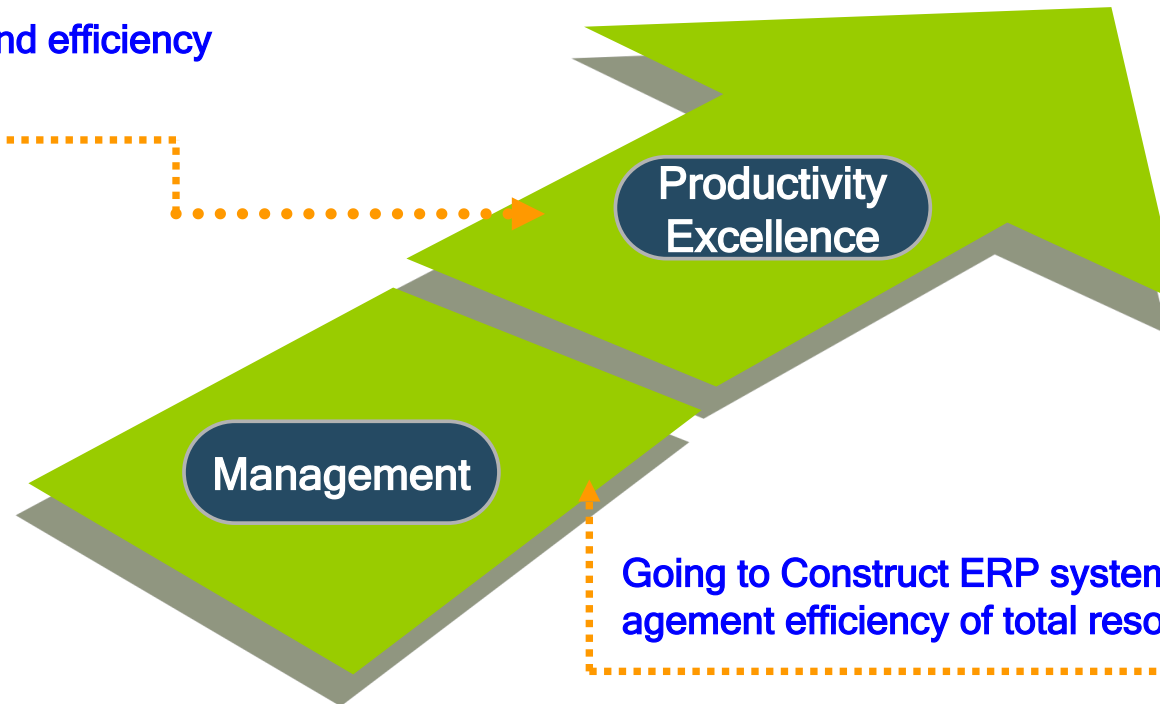 nd efficiency
Productivity
Excellence
Management
Going to Construct ERP system
agement efficiency of total reso